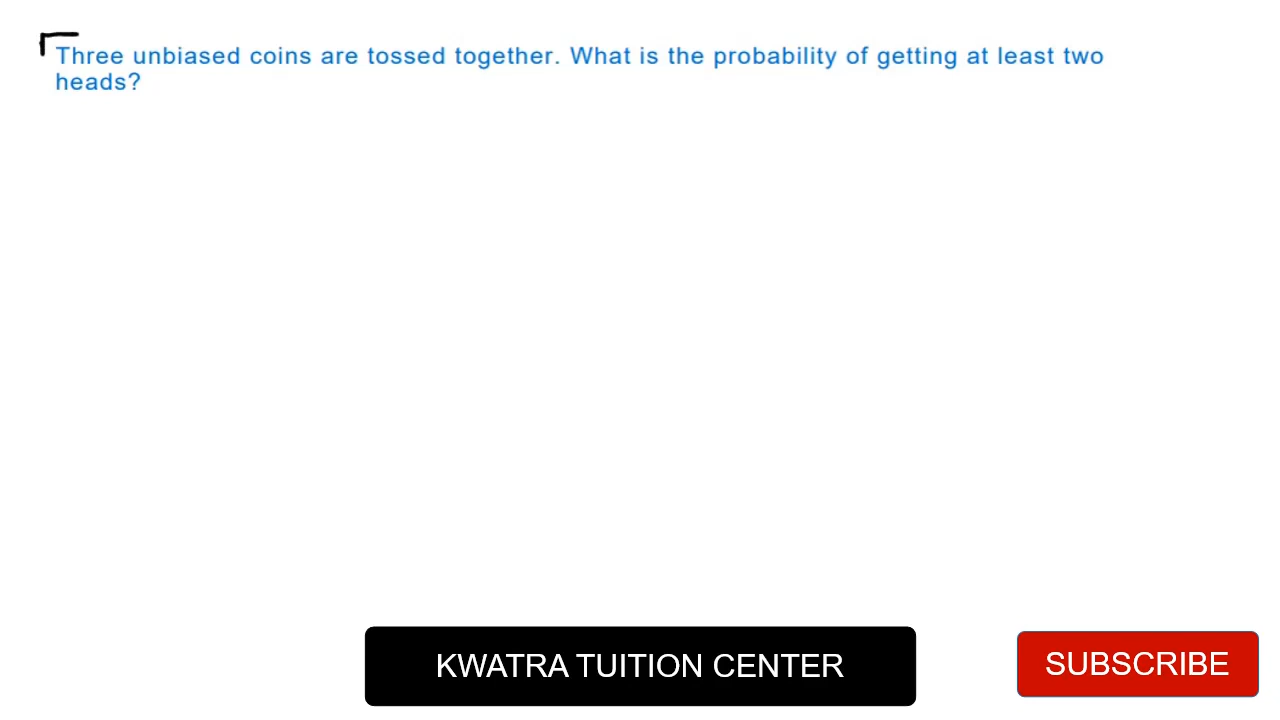 Three unbiased coins are tossed together. What is the probability of getting at least two
heads?
KWATRA TUITION CENTER
SUBSCRIBE